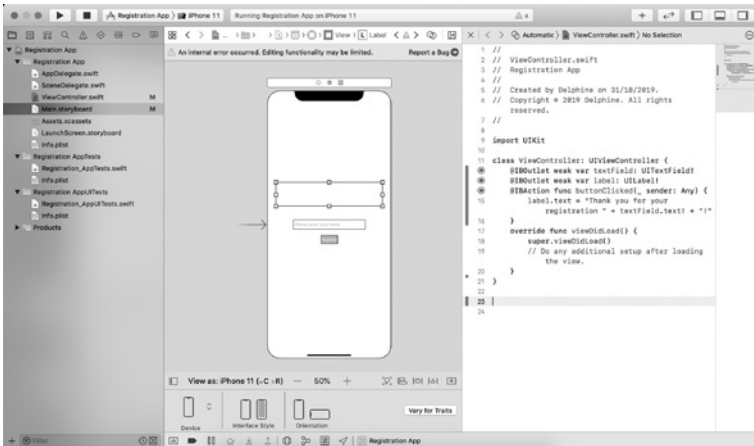 Registration App 〉 iPhone 11
Running Registration App on iPhone 11
4
View 〉 L Label
Automatic 〉 ViewController.swift 〉 No Selection
Registration App
Registration App
AppDelegate.swift
SceneDelegate.swift
ViewController.swift M
Main.storyboard M
Assets.xcassets
LaunchScreen.storyboard
Info.plist
Registration AppTests
Registration_AppTests.swift
Info.plist
Registration AppUITests
Registration_AppUITests.swift
Info.plist
Products
Filter
An internal error occurred. Editing functionality may be limited. Report a Bug
Please enter your name
View as: iPhone 11 (wC hR) — 50% +
Device
Interface Style
Orientation
Vary for Traits
Registration App
1 //
2 // ViewController.swift
3 // Registration App
4 //
5 // Created by Delphine on 31/10/2019.
6 // Copyright © 2019 Delphine. All rights
reserved.
7 //
8
9 import UIKit
10
11 class ViewController: UIViewController {
@IBOutlet weak var textField: UITextField!
@IBOutlet weak var label: UILabel!
@IBAction func buttonClicked(_ sender: Any) {
15 label.text = "Thank you for your
registration " + textField.text! + "!"
16 }
17 override func viewDidLoad() {
18 super.viewDidLoad()
19 // Do any additional setup after loading
the view.
20 }
21 }
22
23
24